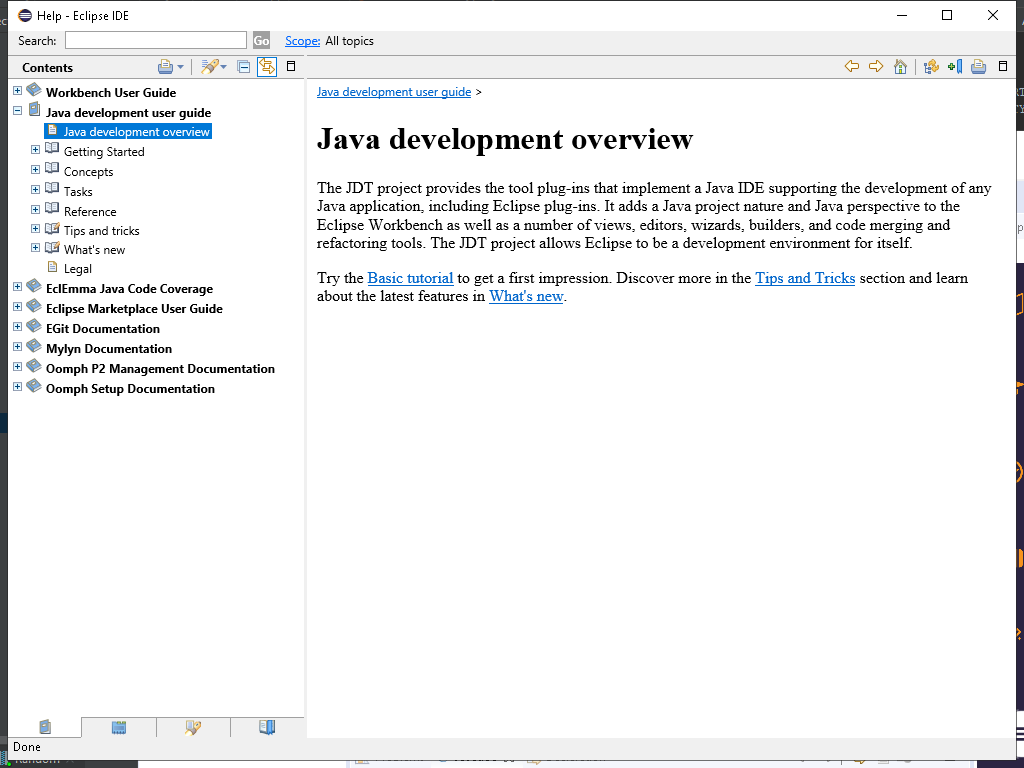 Help - Eclipse IDE
Search:
Go
Scope: All topics
Contents
Workbench User Guide
Java development user guide
Java development overview
Getting Started
Concepts
Tasks
Reference
Tips and tricks
What's new
Legal
EclEmma Java Code Coverage
Eclipse Marketplace User Guide
EGit Documentation
Mylyn Documentation
Oomph P2 Management Documentation
Oomph Setup Documentation
Java development user guide >
Java development overview
The JDT project provides the tool plug-ins that implement a Java IDE supporting the development of any
Java application, including Eclipse plug-ins. It adds a Java project nature and Java perspective to the
Eclipse Workbench as well as a number of views, editors, wizards, builders, and code merging and
refactoring tools. The JDT project allows Eclipse to be a development environment for itself.
Try the Basic tutorial to get a first impression. Discover more in the Tips and Tricks section and learn
about the latest features in What's new.
Done